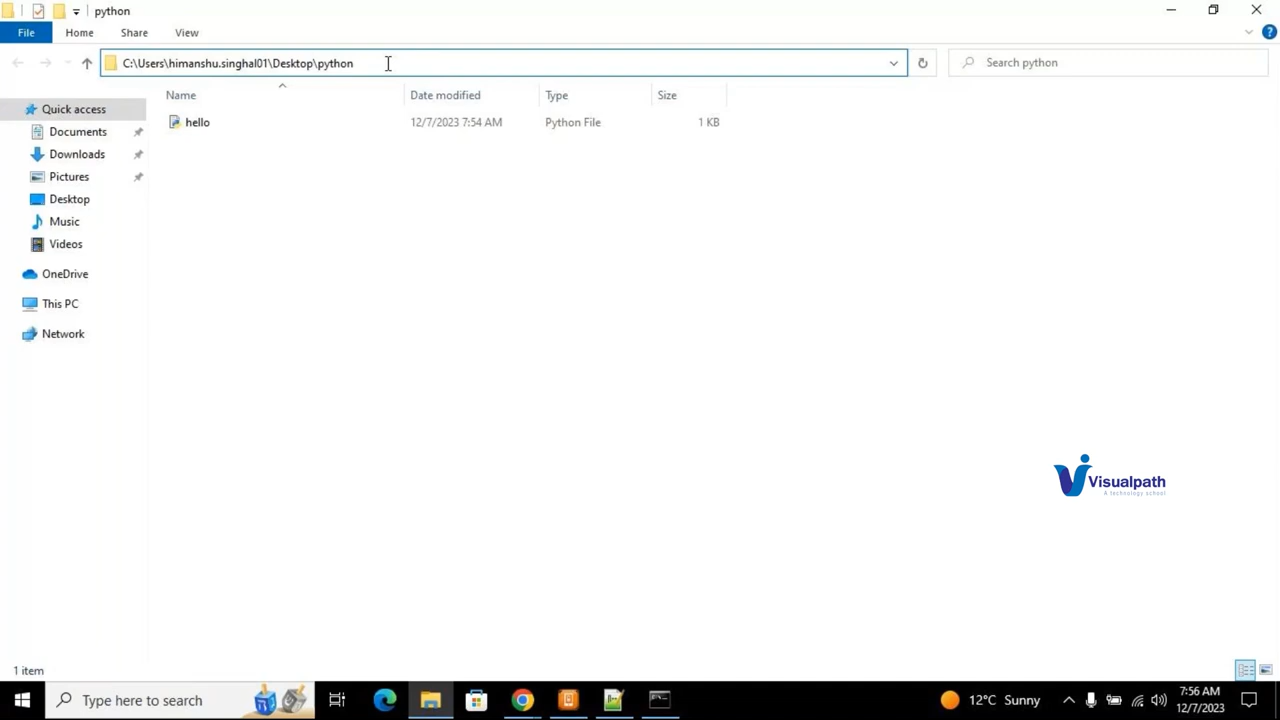 python
File Home Share View
C:\Users\himanshu.singhal01\Desktop\python
Search python
Name Date modified Type Size
hello 12/7/2023 7:54 AM Python File 1 KB
Quick access
Documents
Downloads
Pictures
Desktop
Music
Videos
OneDrive
This PC
Network
Visualpath
A technology school
1 item
Type here to search
12°C Sunny
7:56 AM
12/7/2023